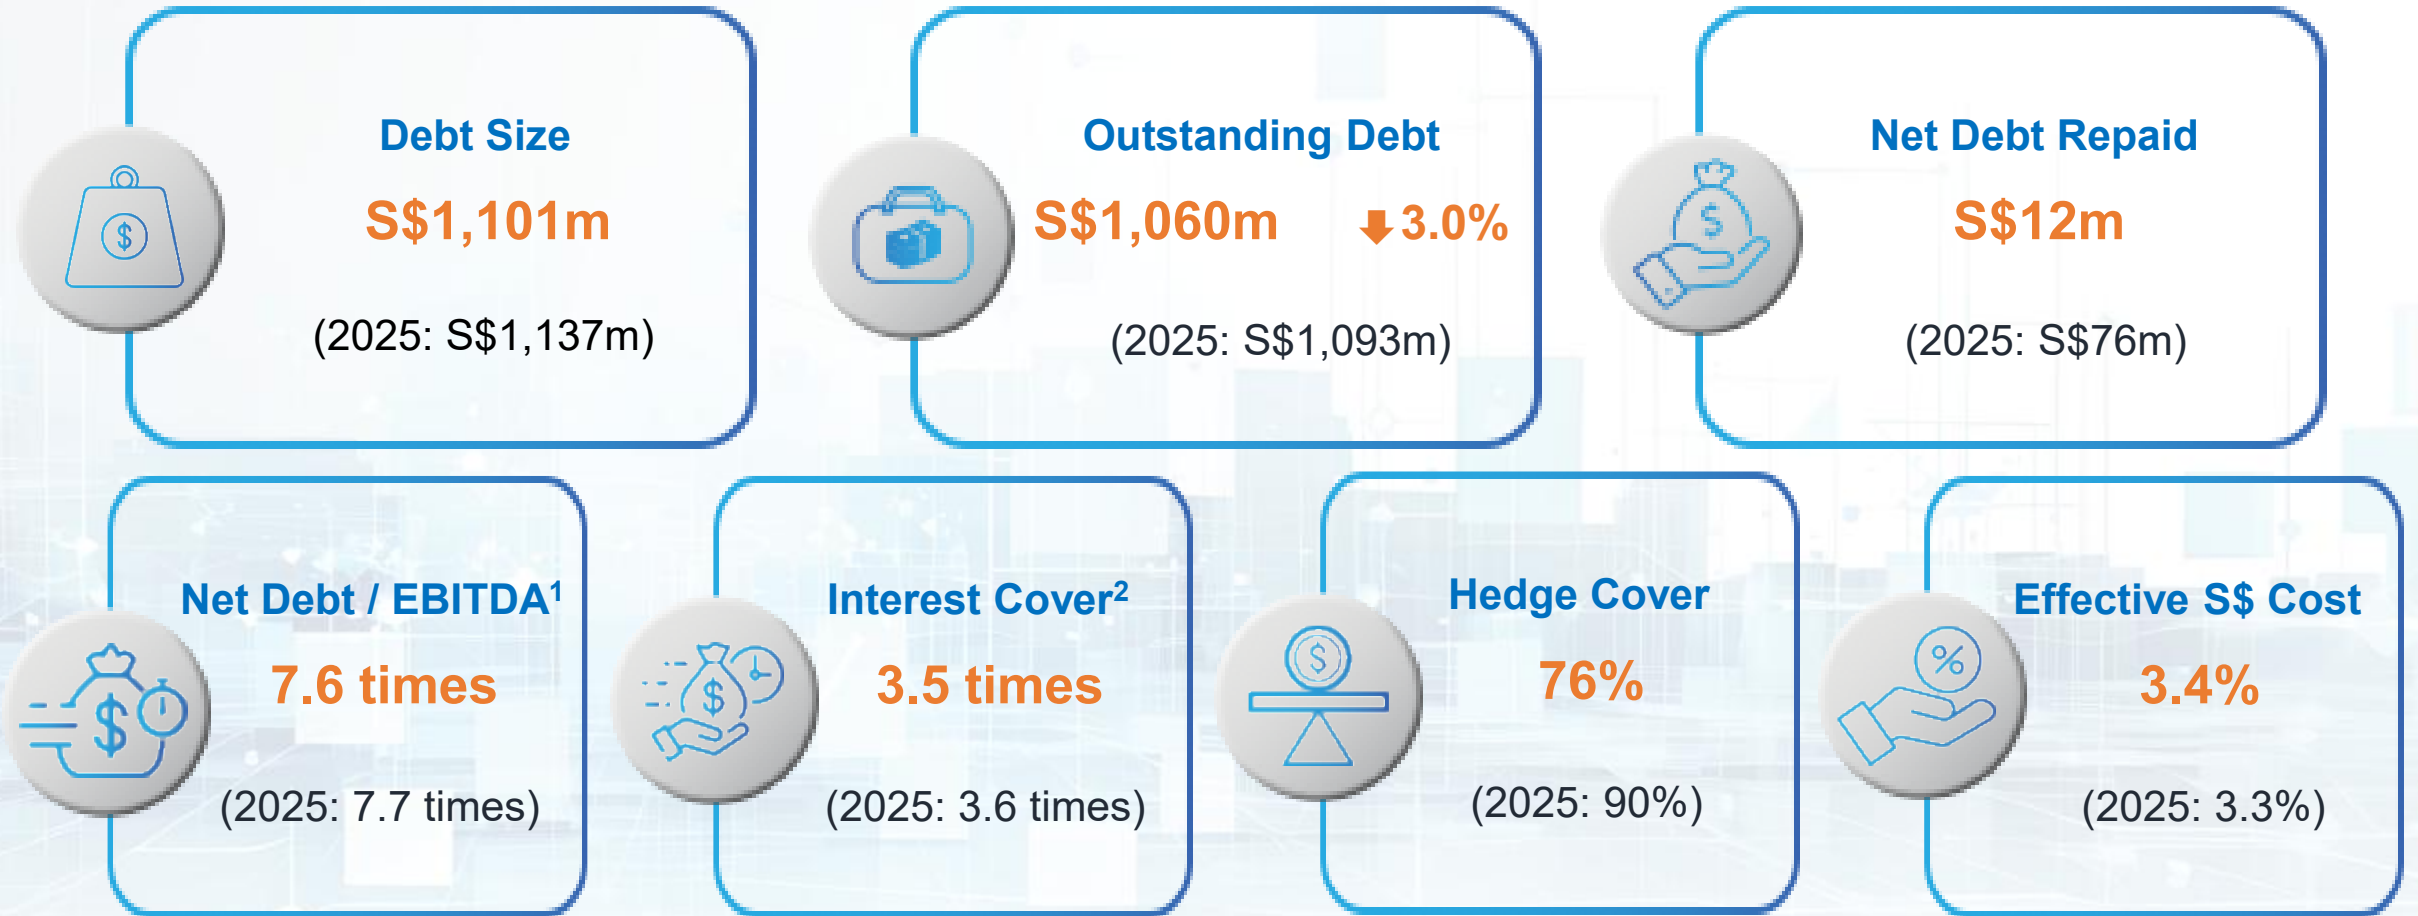 Debt Size
S$1,101m
(2025: S$1,137m)
Outstanding Debt
S$1,060m 3.0%
(2025: S$1,093m)
Net Debt Repaid
S$12m
(2025: S$76m)
Net Debt / EBITDA¹
7.6 times
(2025: 7.7 times)
Interest Cover²
3.5 times
(2025: 3.6 times)
Hedge Cover
76%
(2025: 90%)
Effective S$ Cost
3.4%
(2025: 3.3%)